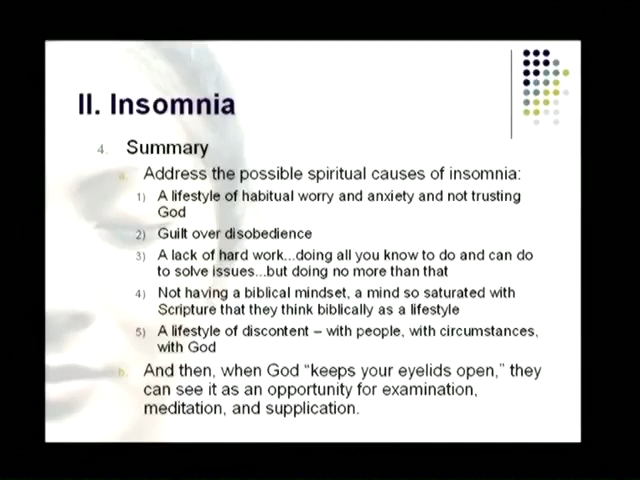 II. Insomnia
4. Summary
a. Address the possible spiritual causes of insomnia:
1) A lifestyle of habitual worry and anxiety and not trusting
God
2) Guilt over disobedience
3) A lack of hard work...doing all you know to do and can do
to solve issues...but doing no more than that
4) Not having a biblical mindset, a mind so saturated with
Scripture that they think biblically as a lifestyle
5) A lifestyle of discontent – with people, with circumstances,
with God
b. And then, when God “keeps your eyelids open,” they
can see it as an opportunity for examination,
meditation, and supplication.